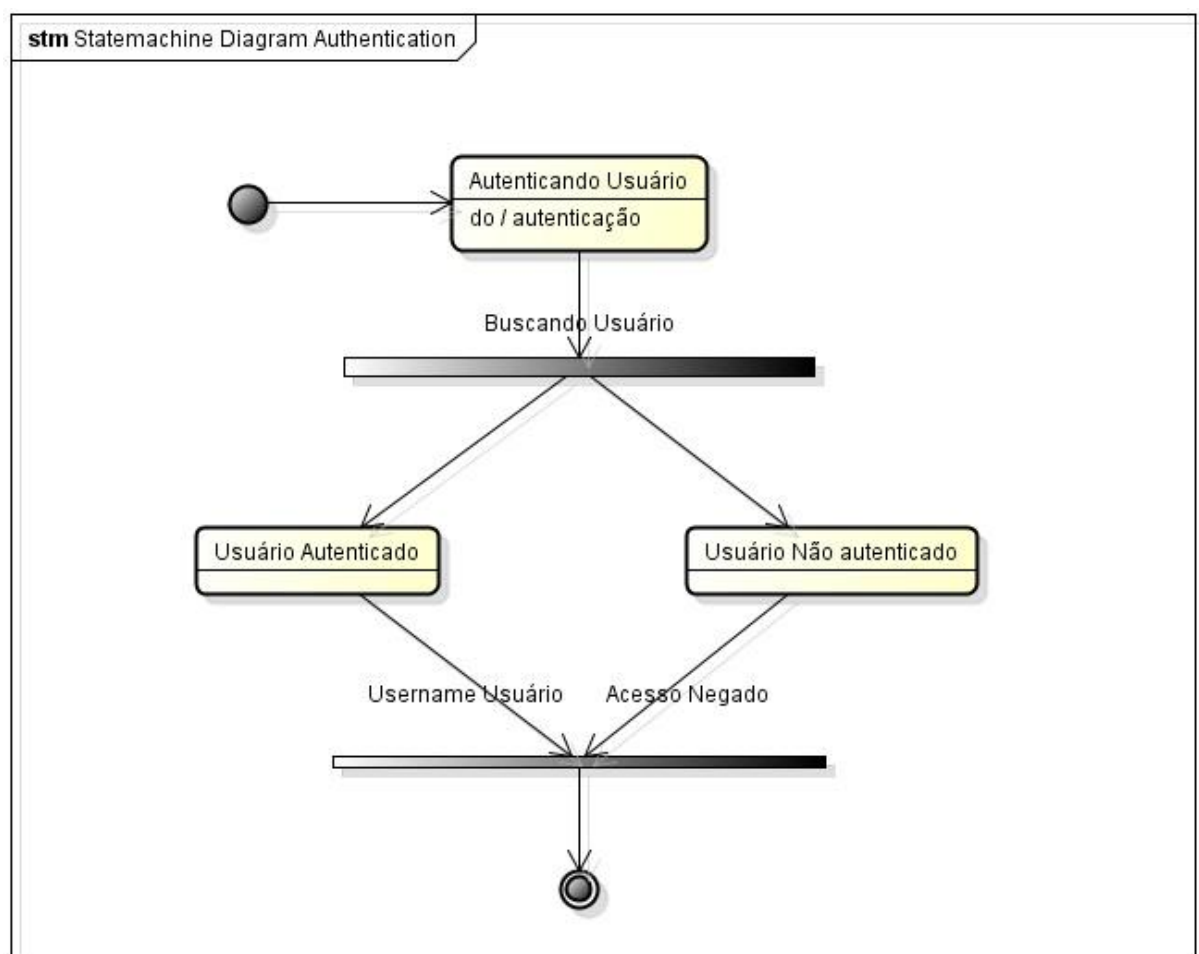 stm Statemachine Diagram Authentication
Autenticando Usuário
do / autenticação
Buscando Usuário
Usuário Autenticado
Usuário Não autenticado
Username Usuário
Acesso Negado